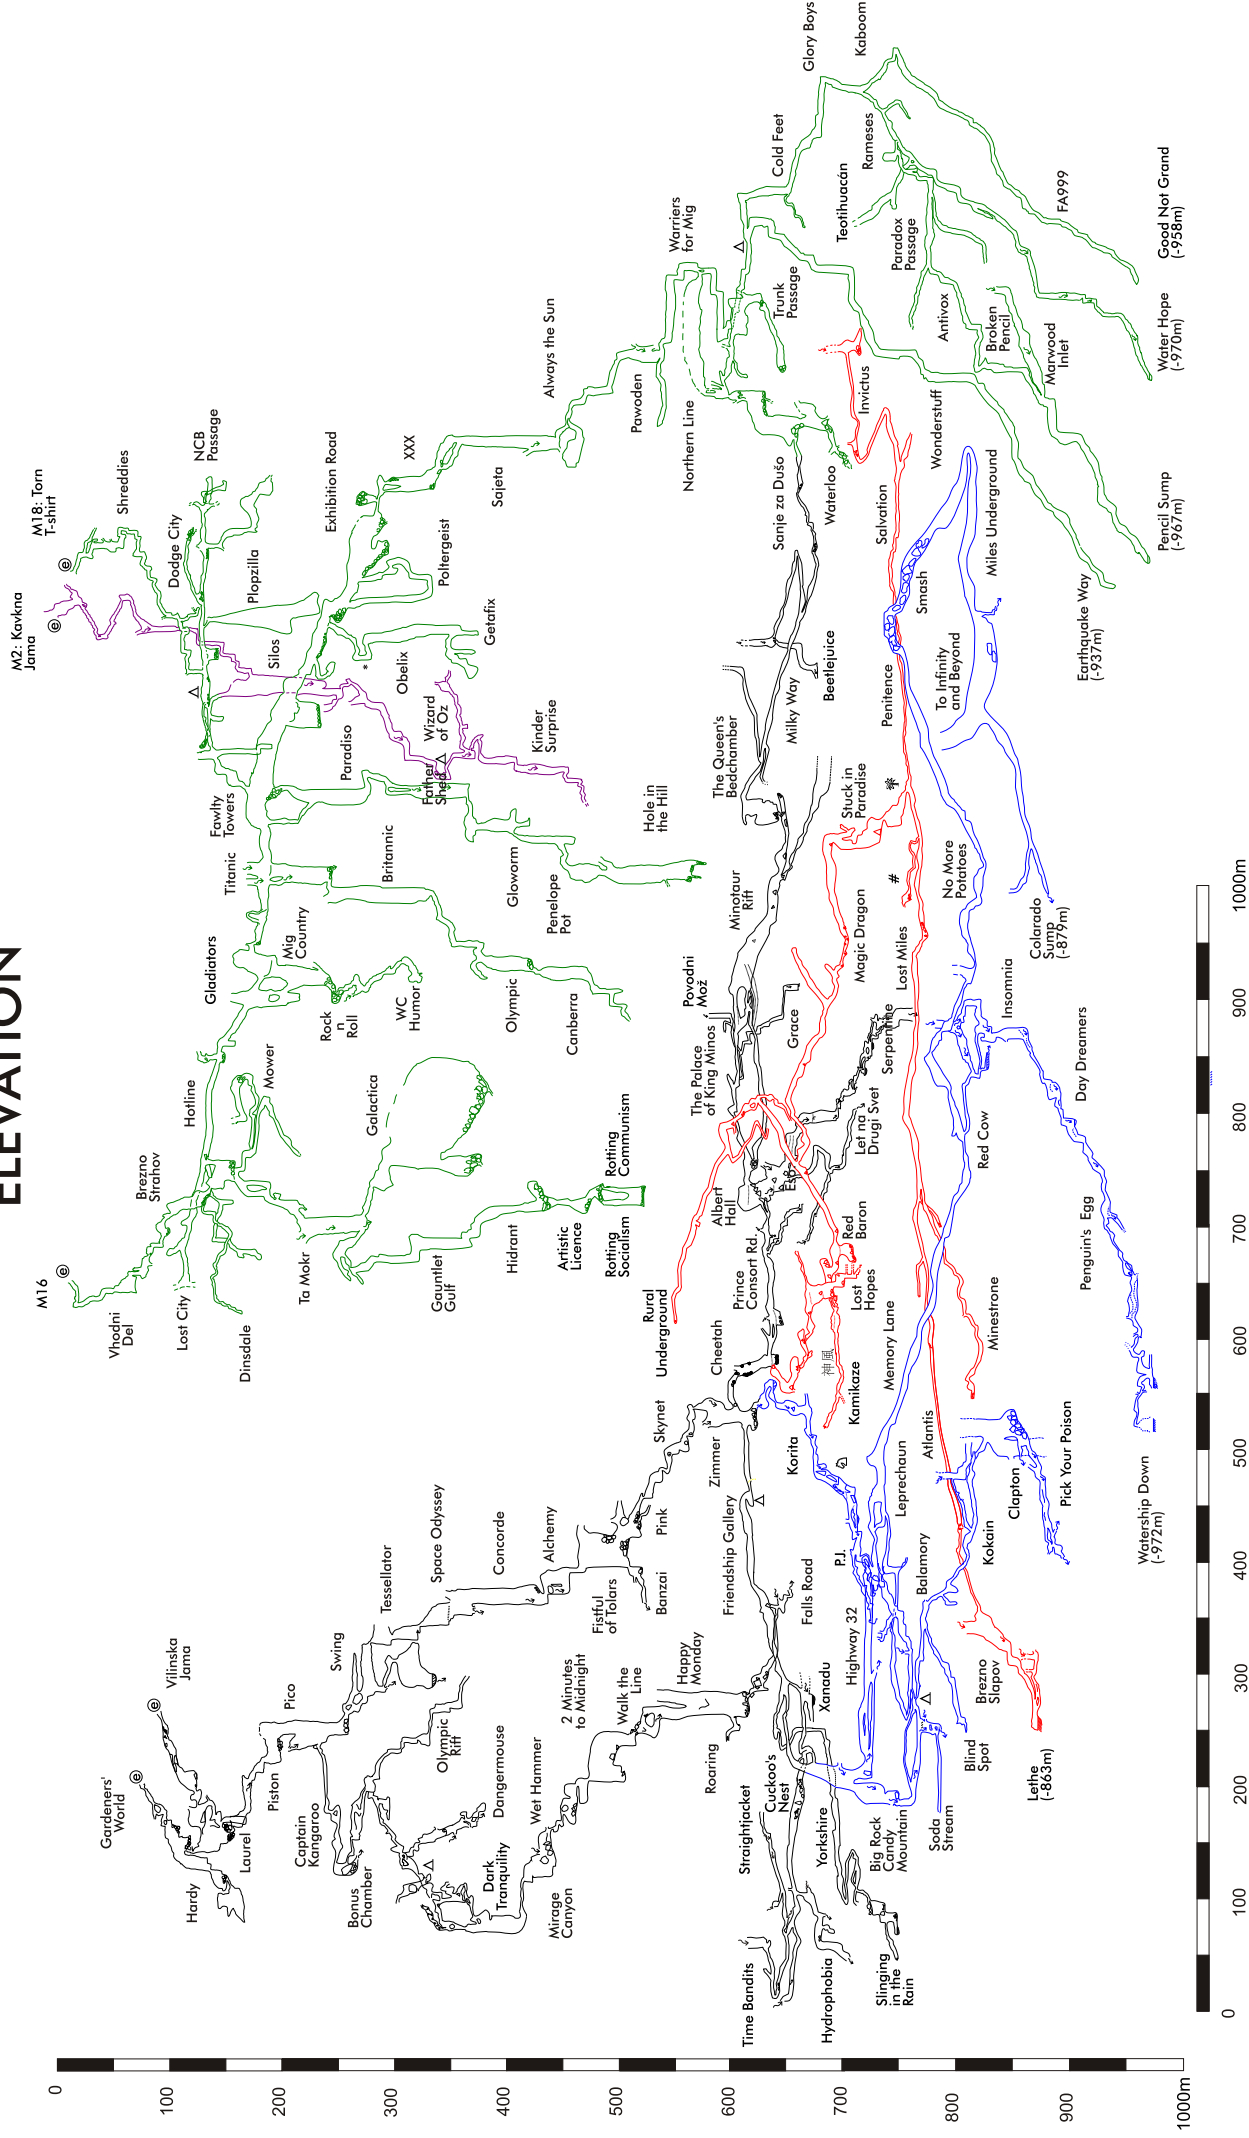 ELEVATION
M2: Kavkna
Jama
M18: Torn
T-shirt
Shreddies
NCB
Passage
Dodge City
Plopzilla
Silos
Exhibition Road
XXX
Sajeta
Always the Sun
Poltergeist
Getafix
Obelix
*
Wizard
of Oz
Father
Shed
Kinder
Surprise
Paradiso
Fawlty
Towers
Titanic
Britannic
Gloworm
Penelope
Pot
Hole in
the Hill
Gladiators
Mig
Country
Rock
n
Roll
WC
Humor
Olympic
Canberra
Hotline
Mower
Galactica
Brezno
Strahov
M16
Vhodni
Del
Lost City
Dinsdale
Ta Mokr
Gauntlet
Gulf
Hidrant
Artistic
Licence
Rotting
Communism
Rotting
Socialism
Pawoden
Northern Line
Warriers
for Mig
Trunk
Passage
Cold Feet
Glory Boys
Kaboom
Rameses
Teotihuacán
Paradox
Passage
Antivox
Broken
Pencil
Marwood
Inlet
FA999
Good Not Grand
(-958m)
Water Hope
(-970m)
Pencil Sump
(-967m)
Earthquake Way
(-937m)
Waterloo
Sanje za Dušo
Invictus
Salvation
Wonderstuff
Miles Underground
Smash
Penitence
To Infinity
and Beyond
Beetlejuice
Milky Way
The Queen's
Bedchamber
Stuck in
Paradise
#
Minotaur
Rift
Magic Dragon
Lost Miles
No More
Potatoes
Colarado
Sump
(-879m)
Povodni
Mož
The Palace
of King Minos
Grace
Serpentine
Let na
Drugi Svet
Insomnia
Day Dreamers
Red Cow
Penguin's Egg
Albert
Hall
Prince
Consort Rd.
Red
Baron
Lost
Hopes
Rural
Underground
Cheetah
神風
Kamikaze
Memory Lane
Minestrone
Skynet
Zimmer
Korita
Leprechaun
Atlantis
Clapton
Pick Your Poison
Watership Down
(-972m)
Kokain
Balamory
P.J.
Highway 32
Friendship Gallery
Falls Road
Xanadu
Cuckoo's
Nest
Straightjacket
Yorkshire
Big Rock
Candy
Mountain
Soda
Stream
Blind
Spot
Brezno
Slapov
Lethe
(-863m)
Time Bandits
Hydrophobia
Slinging
in the
Rain
Roaring
Happy
Monday
Walk the
Line
2 Minutes
to Midnight
Wet Hammer
Mirage
Canyon
Dark
Tranquility
Dangermouse
Olympic
Rift
Bonus
Chamber
Captain
Kangaroo
Piston
Pico
Swing
Tessellator
Space Odyssey
Concorde
Alchemy
Fistful
of Tolars
Banzai
Pink
Vilinska
Jama
Gardeners'
World
Hardy
Laurel
0
100
200
300
400
500
600
700
800
900
1000m
0
100
200
300
400
500
600
700
800
900
1000m